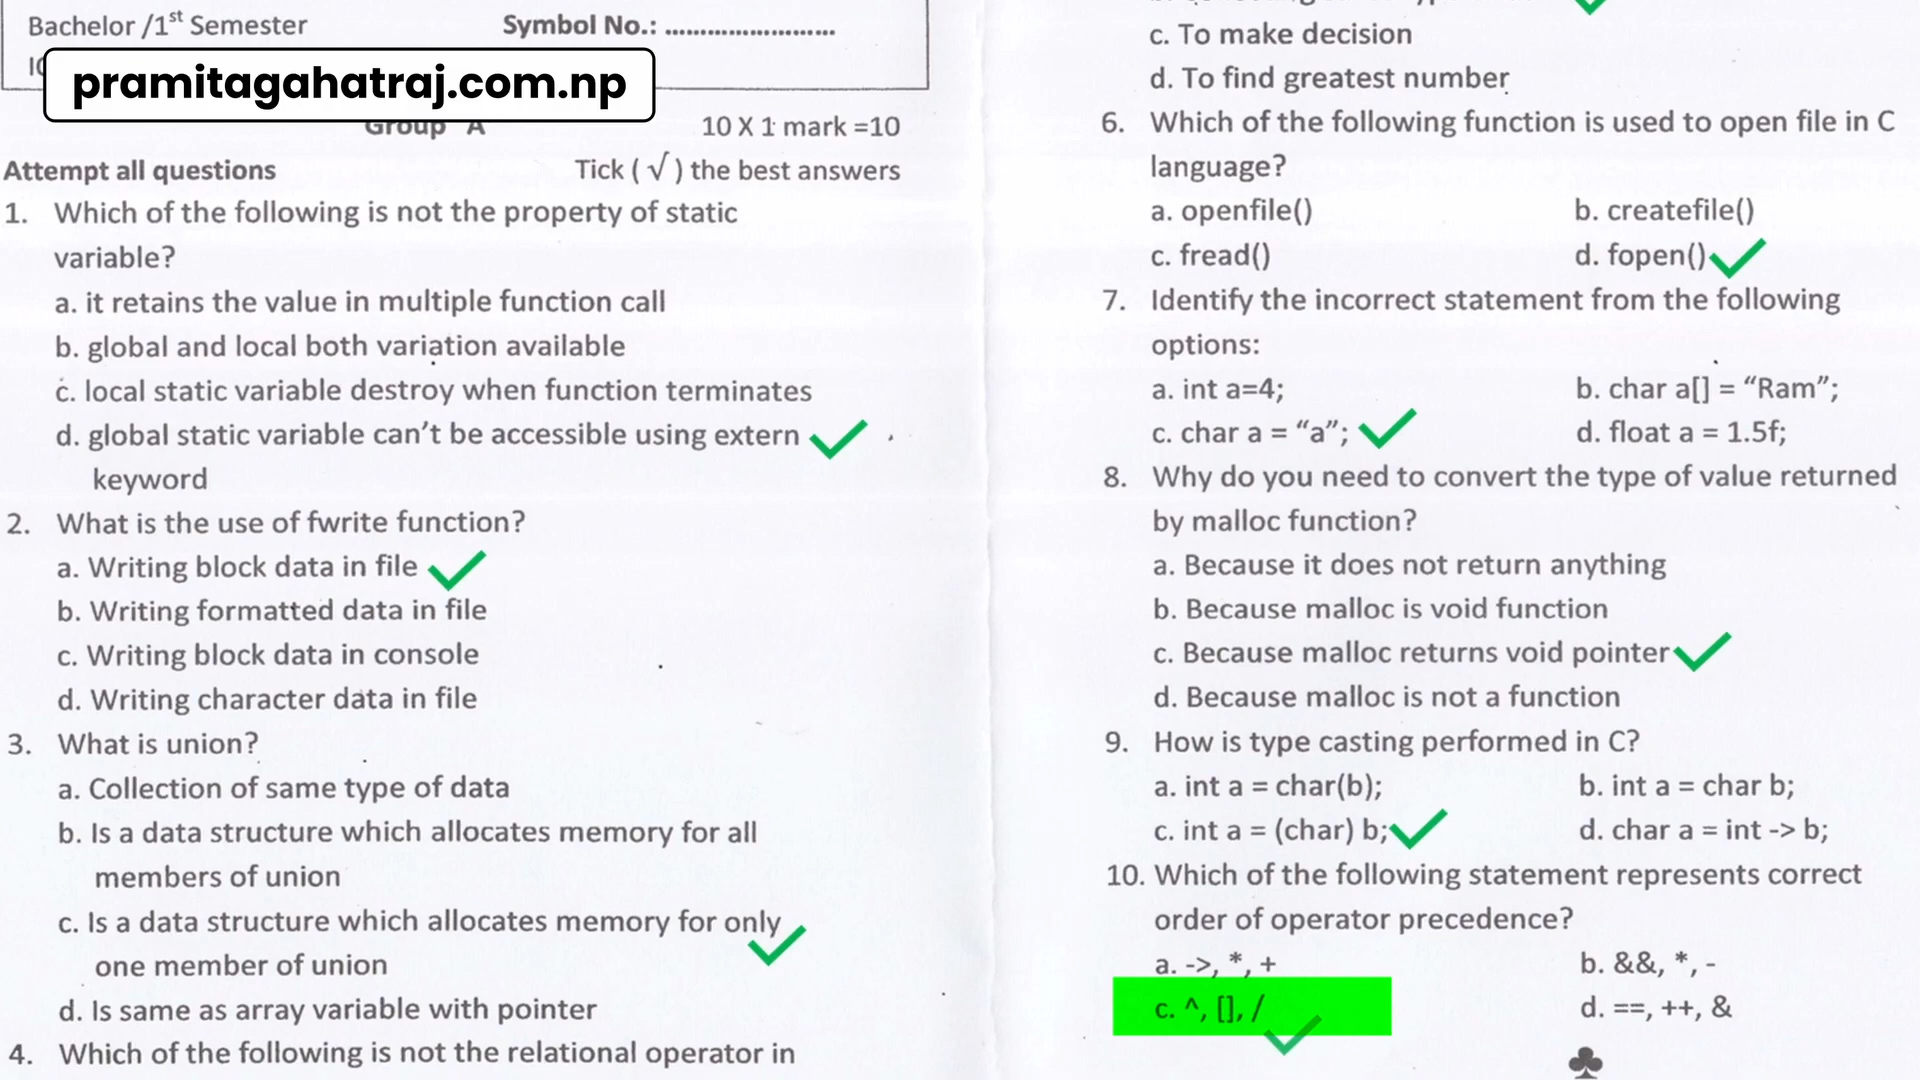 Bachelor /1st Semester
Symbol No.: ........................
pramitagahatraj.com.np
Group A
10 X 1 mark =10
Attempt all questions
Tick ( √ ) the best answers
1. Which of the following is not the property of static
variable?
a. it retains the value in multiple function call
b. global and local both variation available
c. local static variable destroy when function terminates
d. global static variable can’t be accessible using extern
keyword
2. What is the use of fwrite function?
a. Writing block data in file
b. Writing formatted data in file
c. Writing block data in console
d. Writing character data in file
3. What is union?
a. Collection of same type of data
b. Is a data structure which allocates memory for all
members of union
c. Is a data structure which allocates memory for only
one member of union
d. Is same as array variable with pointer
4. Which of the following is not the relational operator in
c. To make decision
d. To find greatest number
6. Which of the following function is used to open file in C
language?
a. openfile()
b. createfile()
c. fread()
d. fopen()
7. Identify the incorrect statement from the following
options:
a. int a=4;
b. char a[] = “Ram”;
c. char a = “a”;
d. float a = 1.5f;
8. Why do you need to convert the type of value returned
by malloc function?
a. Because it does not return anything
b. Because malloc is void function
c. Because malloc returns void pointer
d. Because malloc is not a function
9. How is type casting performed in C?
a. int a = char(b);
b. int a = char b;
c. int a = (char) b;
d. char a = int -> b;
10. Which of the following statement represents correct
order of operator precedence?
a. ->, *, +
b. &&, *, -
c. ^, [], /
d. ==, ++, &